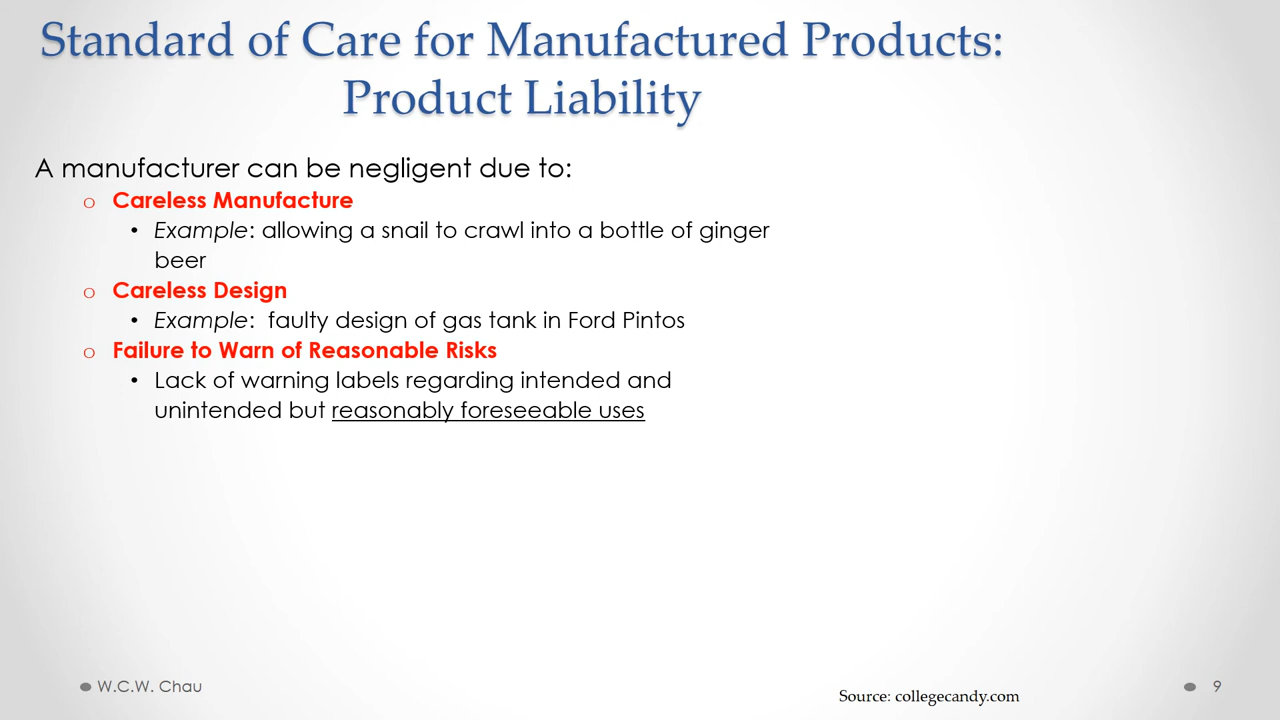 Standard of Care for Manufactured Products:
Product Liability
A manufacturer can be negligent due to:
o Careless Manufacture
• Example: allowing a snail to crawl into a bottle of ginger
beer
o Careless Design
• Example:  faulty design of gas tank in Ford Pintos
o Failure to Warn of Reasonable Risks
• Lack of warning labels regarding intended and
unintended but reasonably foreseeable uses
W.C.W. Chau
Source: collegecandy.com
9